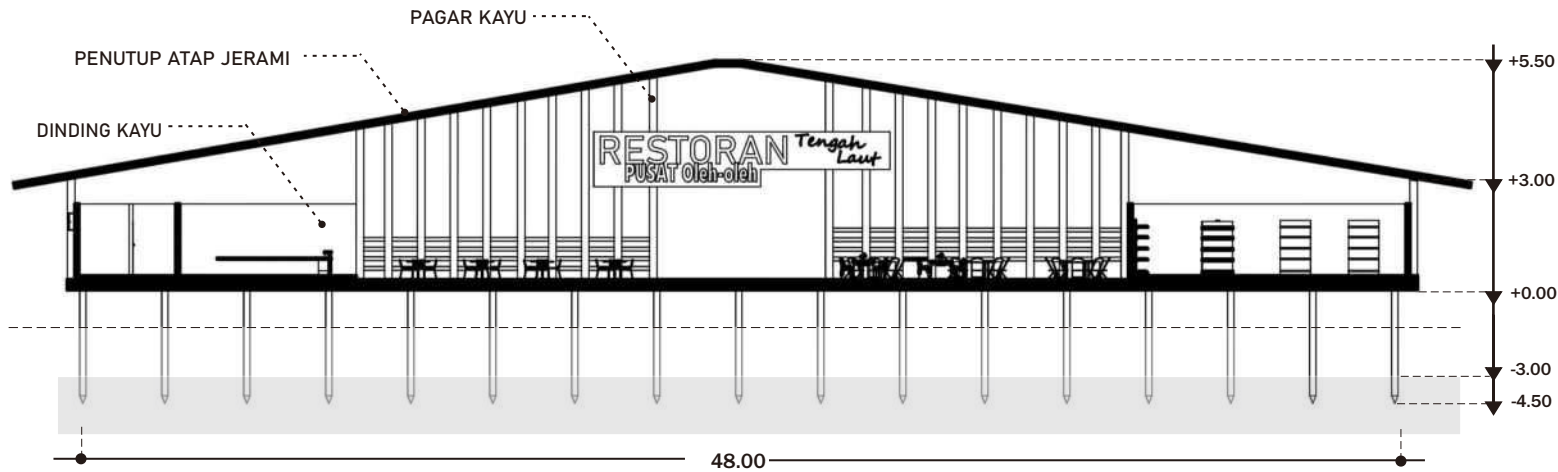 PAGAR KAYU
PENUTUP ATAP JERAMI
+5.50
DINDING KAYU
RESTORAN Tengah Laut
PUSAT Oleh-oleh
+3.00
+0.00
-3.00
-4.50
48.00